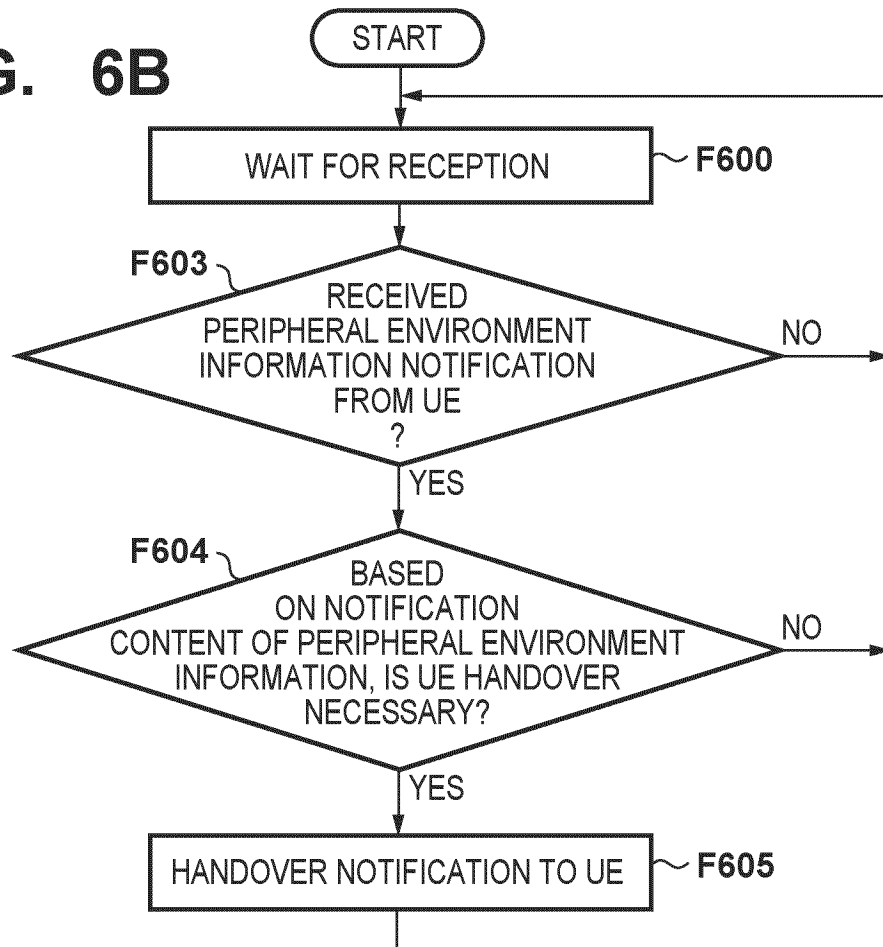 G. 6B
START
WAIT FOR RECEPTION
F600
F603
RECEIVED
PERIPHERAL ENVIRONMENT
INFORMATION NOTIFICATION
FROM UE
?
NO
YES
F604
BASED
ON NOTIFICATION
CONTENT OF PERIPHERAL ENVIRONMENT
INFORMATION, IS UE HANDOVER
NECESSARY?
NO
YES
HANDOVER NOTIFICATION TO UE
F605